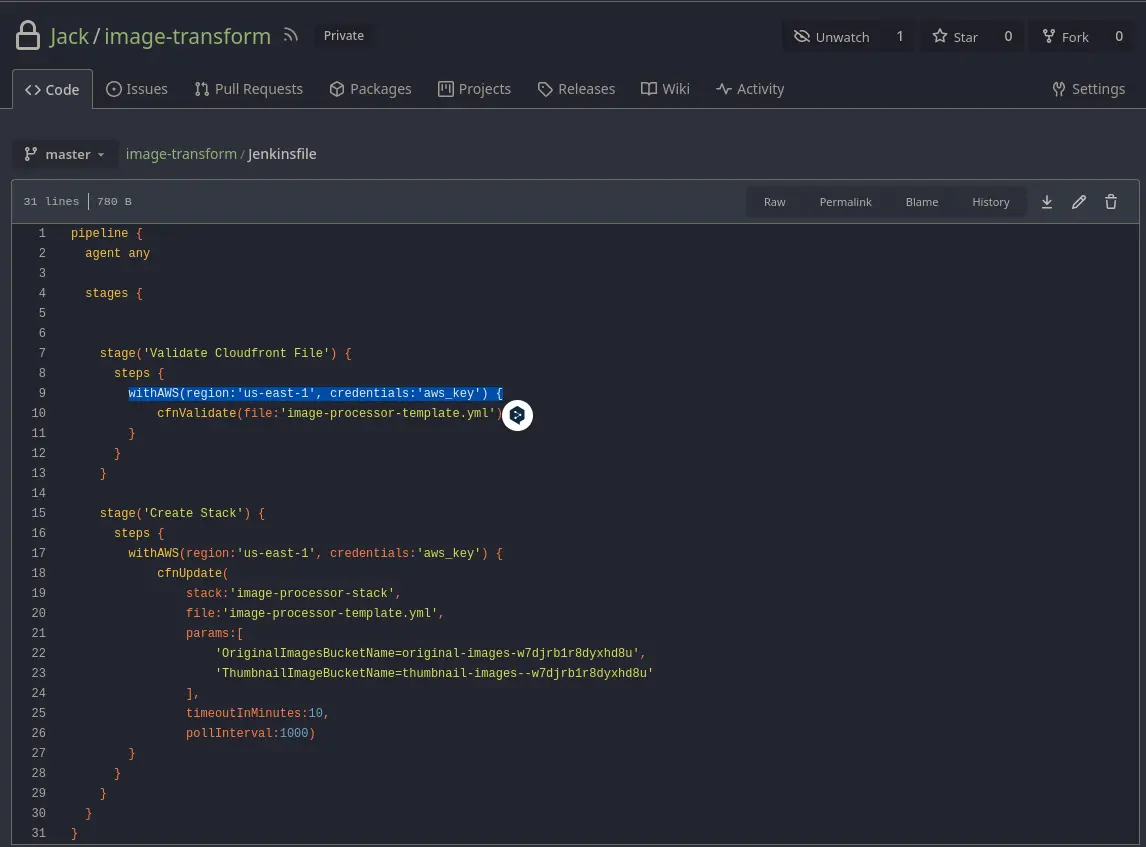 Jack / image-transform Private Unwatch 1 Star 0 Fork 0
Code Issues Pull Requests Packages Projects Releases Wiki Activity Settings
master image-transform / Jenkinsfile
31 lines 780 B Raw Permalink Blame History
1 pipeline {
2 agent any
3
4 stages {
5
6
7 stage('Validate Cloudfront File') {
8 steps {
9 withAWS(region:'us-east-1', credentials:'aws_key') {
10 cfnValidate(file:'image-processor-template.yml')
11 }
12 }
13 }
14
15 stage('Create Stack') {
16 steps {
17 withAWS(region:'us-east-1', credentials:'aws_key') {
18 cfnUpdate(
19 stack:'image-processor-stack',
20 file:'image-processor-template.yml',
21 params:[
22 'OriginalImagesBucketName=original-images-w7djrb1r8dyxhd8u',
23 'ThumbnailImageBucketName=thumbnail-images--w7djrb1r8dyxhd8u'
24 ],
25 timeoutInMinutes:10,
26 pollInterval:1000)
27 }
28 }
29 }
30 }
31 }